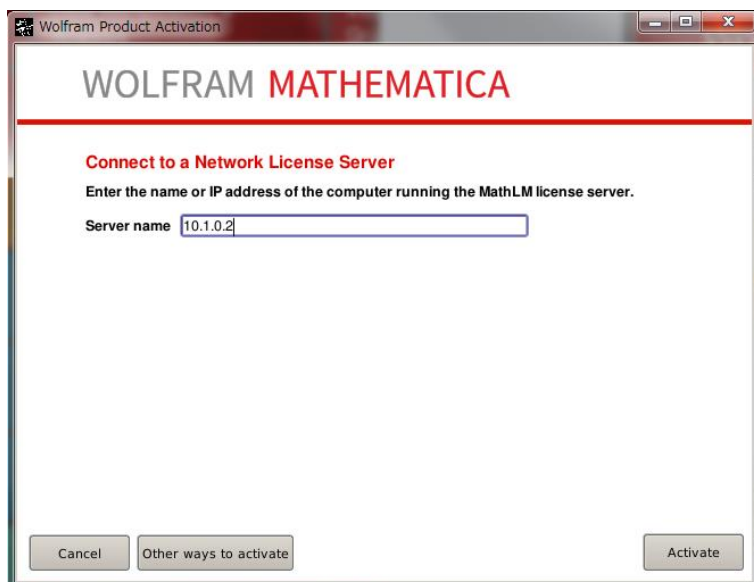 Wolfram Product Activation
WOLFRAM MATHEMATICA
Connect to a Network License Server
Enter the name or IP address of the computer running the MathLM license server.
Server name 10.1.0.2
Cancel Other ways to activate Activate